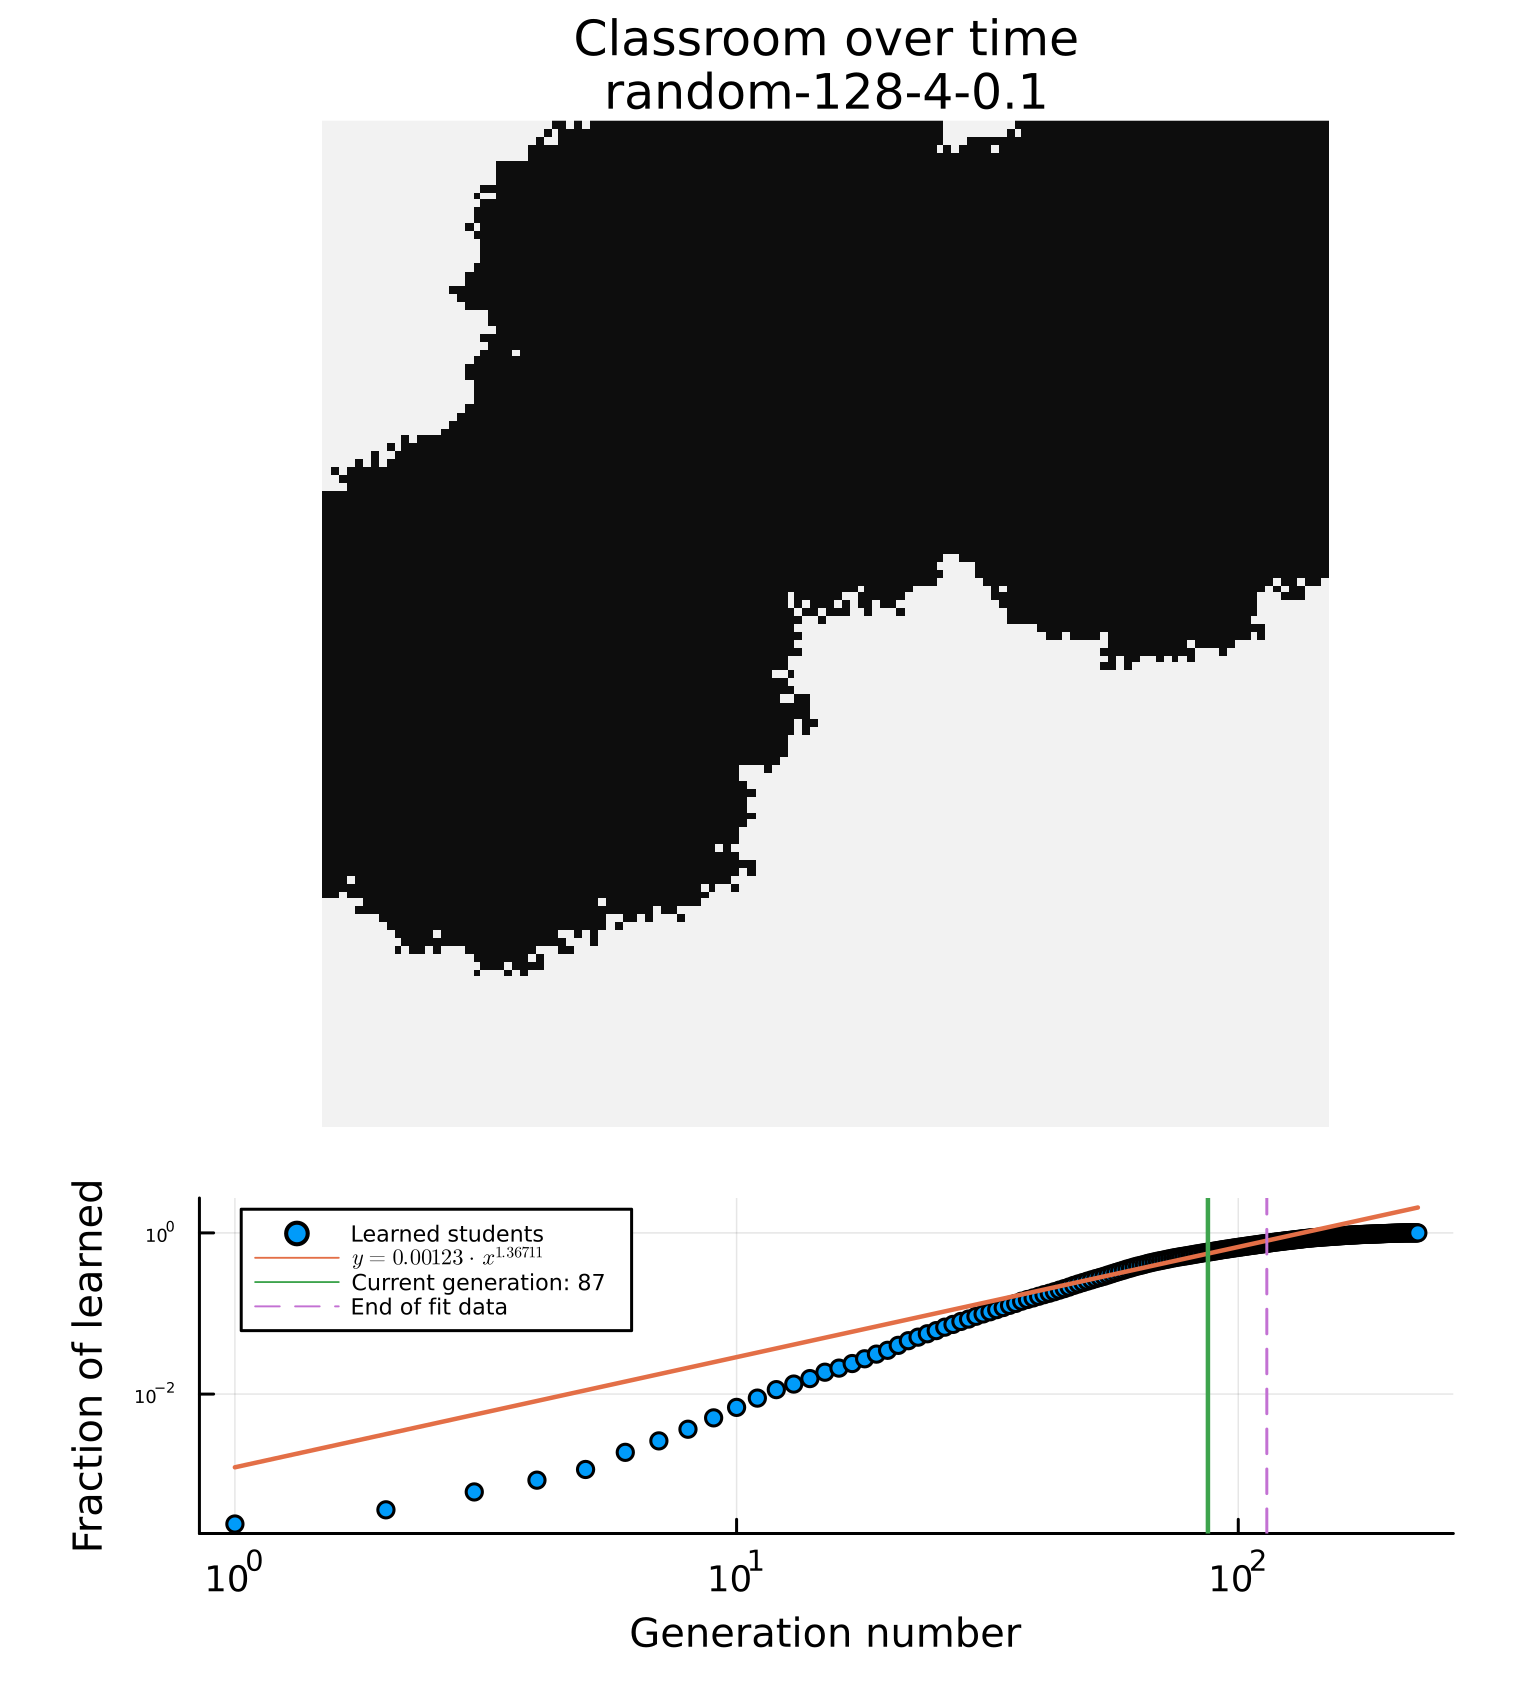 Classroom over time
random-128-4-0.1
Fraction of learned
10^0
10^−2
Learned students
y = 0.00123 · x^1.36711
Current generation: 87
End of fit data
10^0 10^1 10^2
Generation number